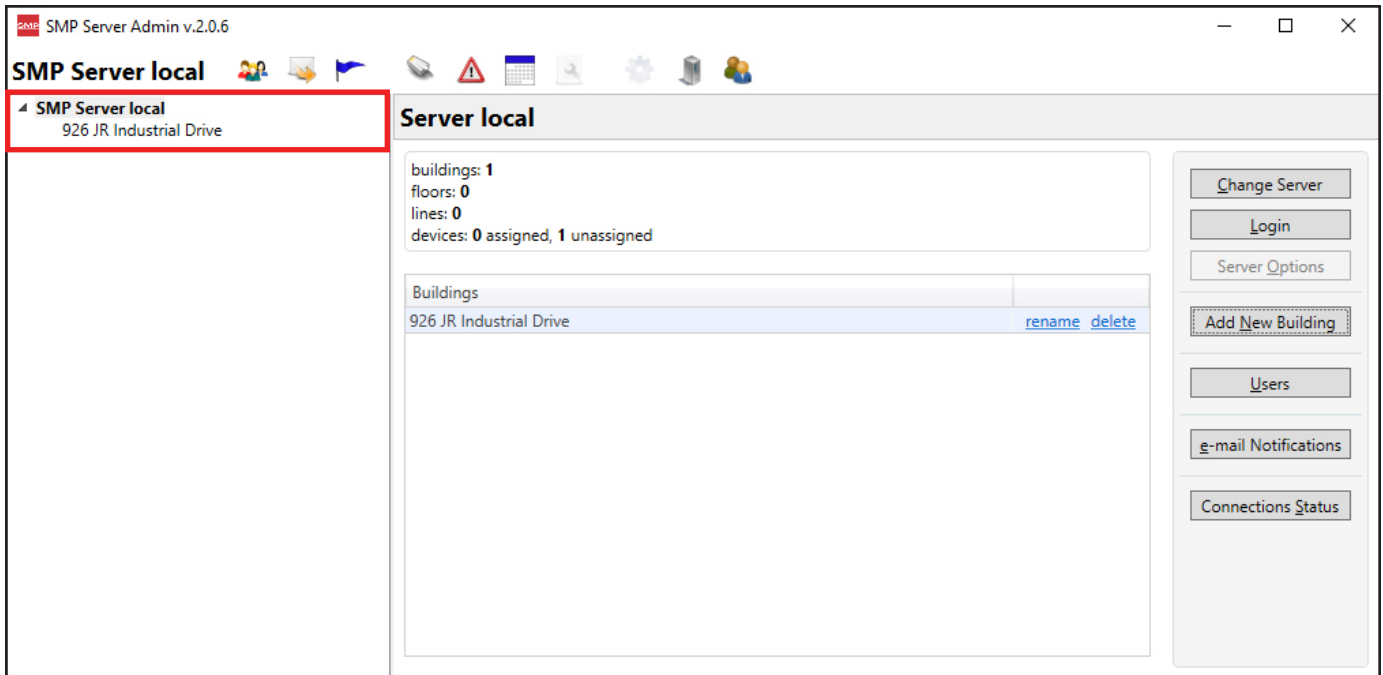 SMP SMP Server Admin v.2.0.6
SMP Server local
SMP Server local
926 JR Industrial Drive
Server local
buildings: 1
floors: 0
lines: 0
devices: 0 assigned, 1 unassigned
Buildings
926 JR Industrial Drive rename delete
Change Server
Login
Server Options
Add New Building
Users
e-mail Notifications
Connections Status